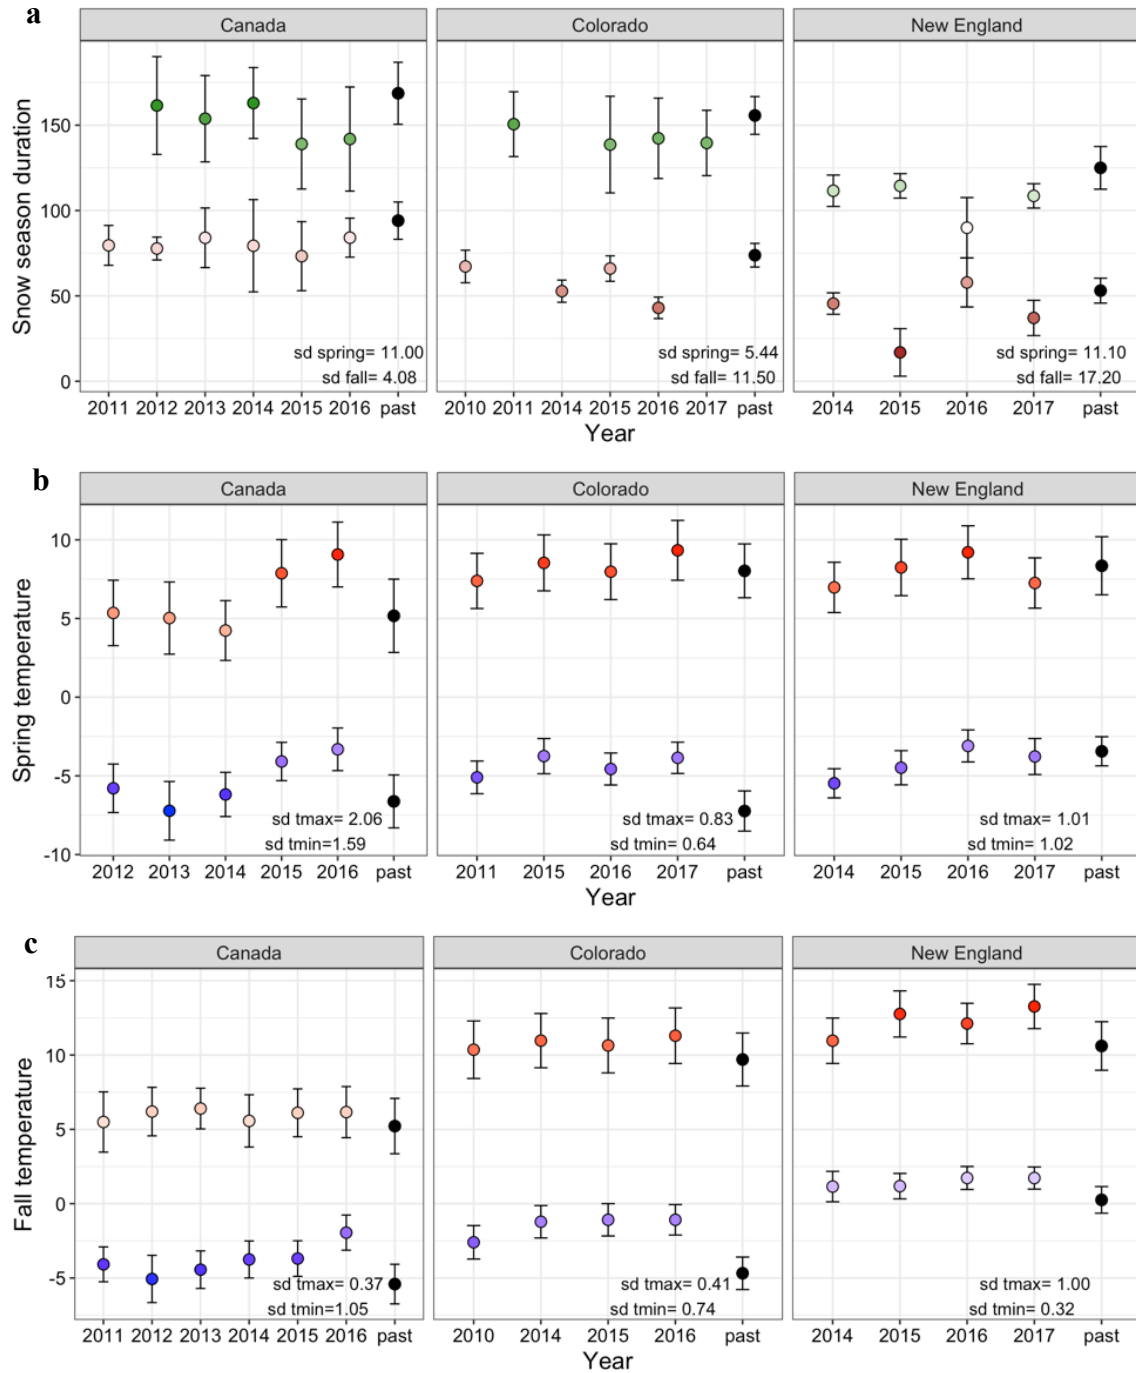 a
Canada Colorado New England
Snow season duration
150
100
50
0
sd spring= 11.00 sd spring= 5.44 sd spring= 11.10
sd fall= 4.08 sd fall= 11.50 sd fall= 17.20
2011 2012 2013 2014 2015 2016 past 2010 2011 2014 2015 2016 2017 past 2014 2015 2016 2017 past
Year
b
Canada Colorado New England
Spring temperature
10
5
0
-5
-10
sd tmax= 2.06 sd tmax= 0.83 sd tmax= 1.01
sd tmin=1.59 sd tmin= 0.64 sd tmin= 1.02
2012 2013 2014 2015 2016 past 2011 2015 2016 2017 past 2014 2015 2016 2017 past
Year
c
Canada Colorado New England
Fall temperature
15
10
5
0
-5
sd tmax= 0.37 sd tmax= 0.41 sd tmax= 1.00
sd tmin=1.05 sd tmin= 0.74 sd tmin= 0.32
2011 2012 2013 2014 2015 2016 past 2010 2014 2015 2016 past 2014 2015 2016 2017 past
Year